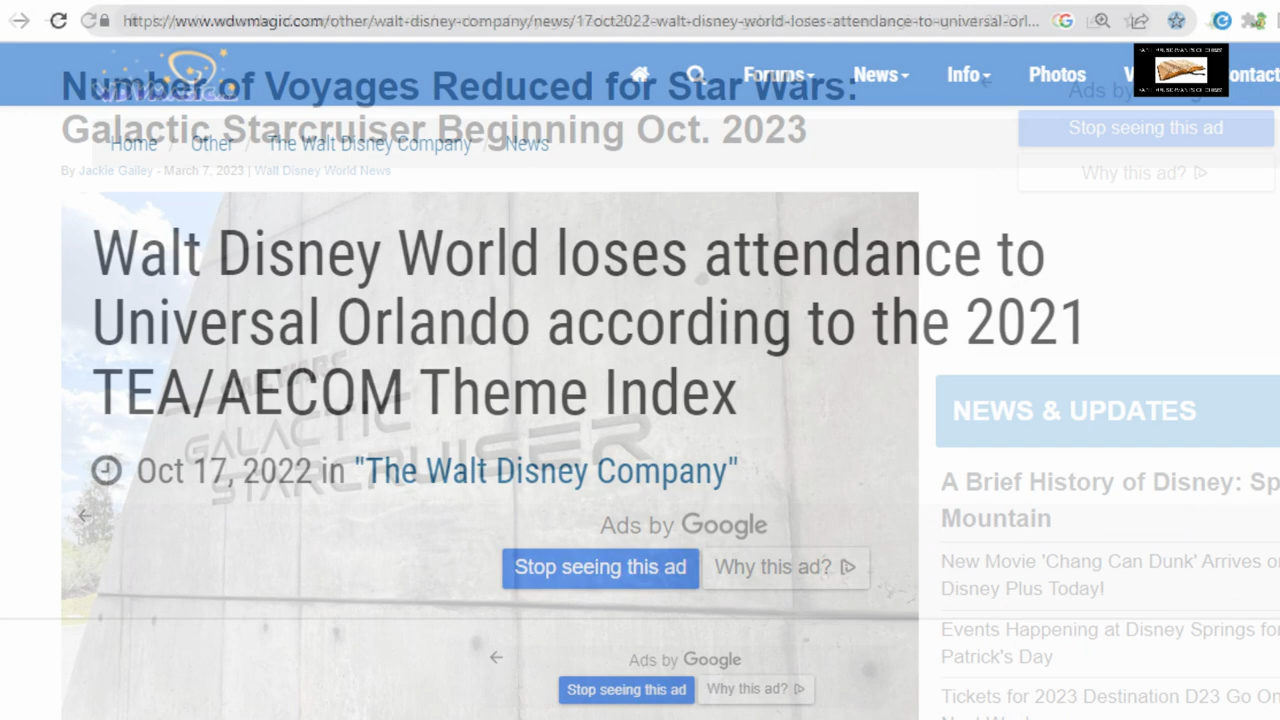 https://www.wdwmagic.com/other/walt-disney-company/news/17oct2022-walt-disney-world-loses-attendance-to-universal-orl...
Forums News Info Photos
Number of Voyages Reduced for Star Wars:
Galactic Starcruiser Beginning Oct. 2023
Home / Other / The Walt Disney Company / News
By Jackie Gailey - March 7, 2023 | Walt Disney World News
Ads by
Stop seeing this ad
Why this ad?
Walt Disney World loses attendance to
Universal Orlando according to the 2021
TEA/AECOM Theme Index
Oct 17, 2022 in "The Walt Disney Company"
GALACTIC
STARCRUISER
Ads by Google
Stop seeing this ad Why this ad?
Ads by Google
Stop seeing this ad Why this ad?
NEWS & UPDATES
A Brief History of Disney: Sp
Mountain
New Movie 'Chang Can Dunk' Arrives o
Disney Plus Today!
Events Happening at Disney Springs fo
Patrick's Day
Tickets for 2023 Destination D23 Go On